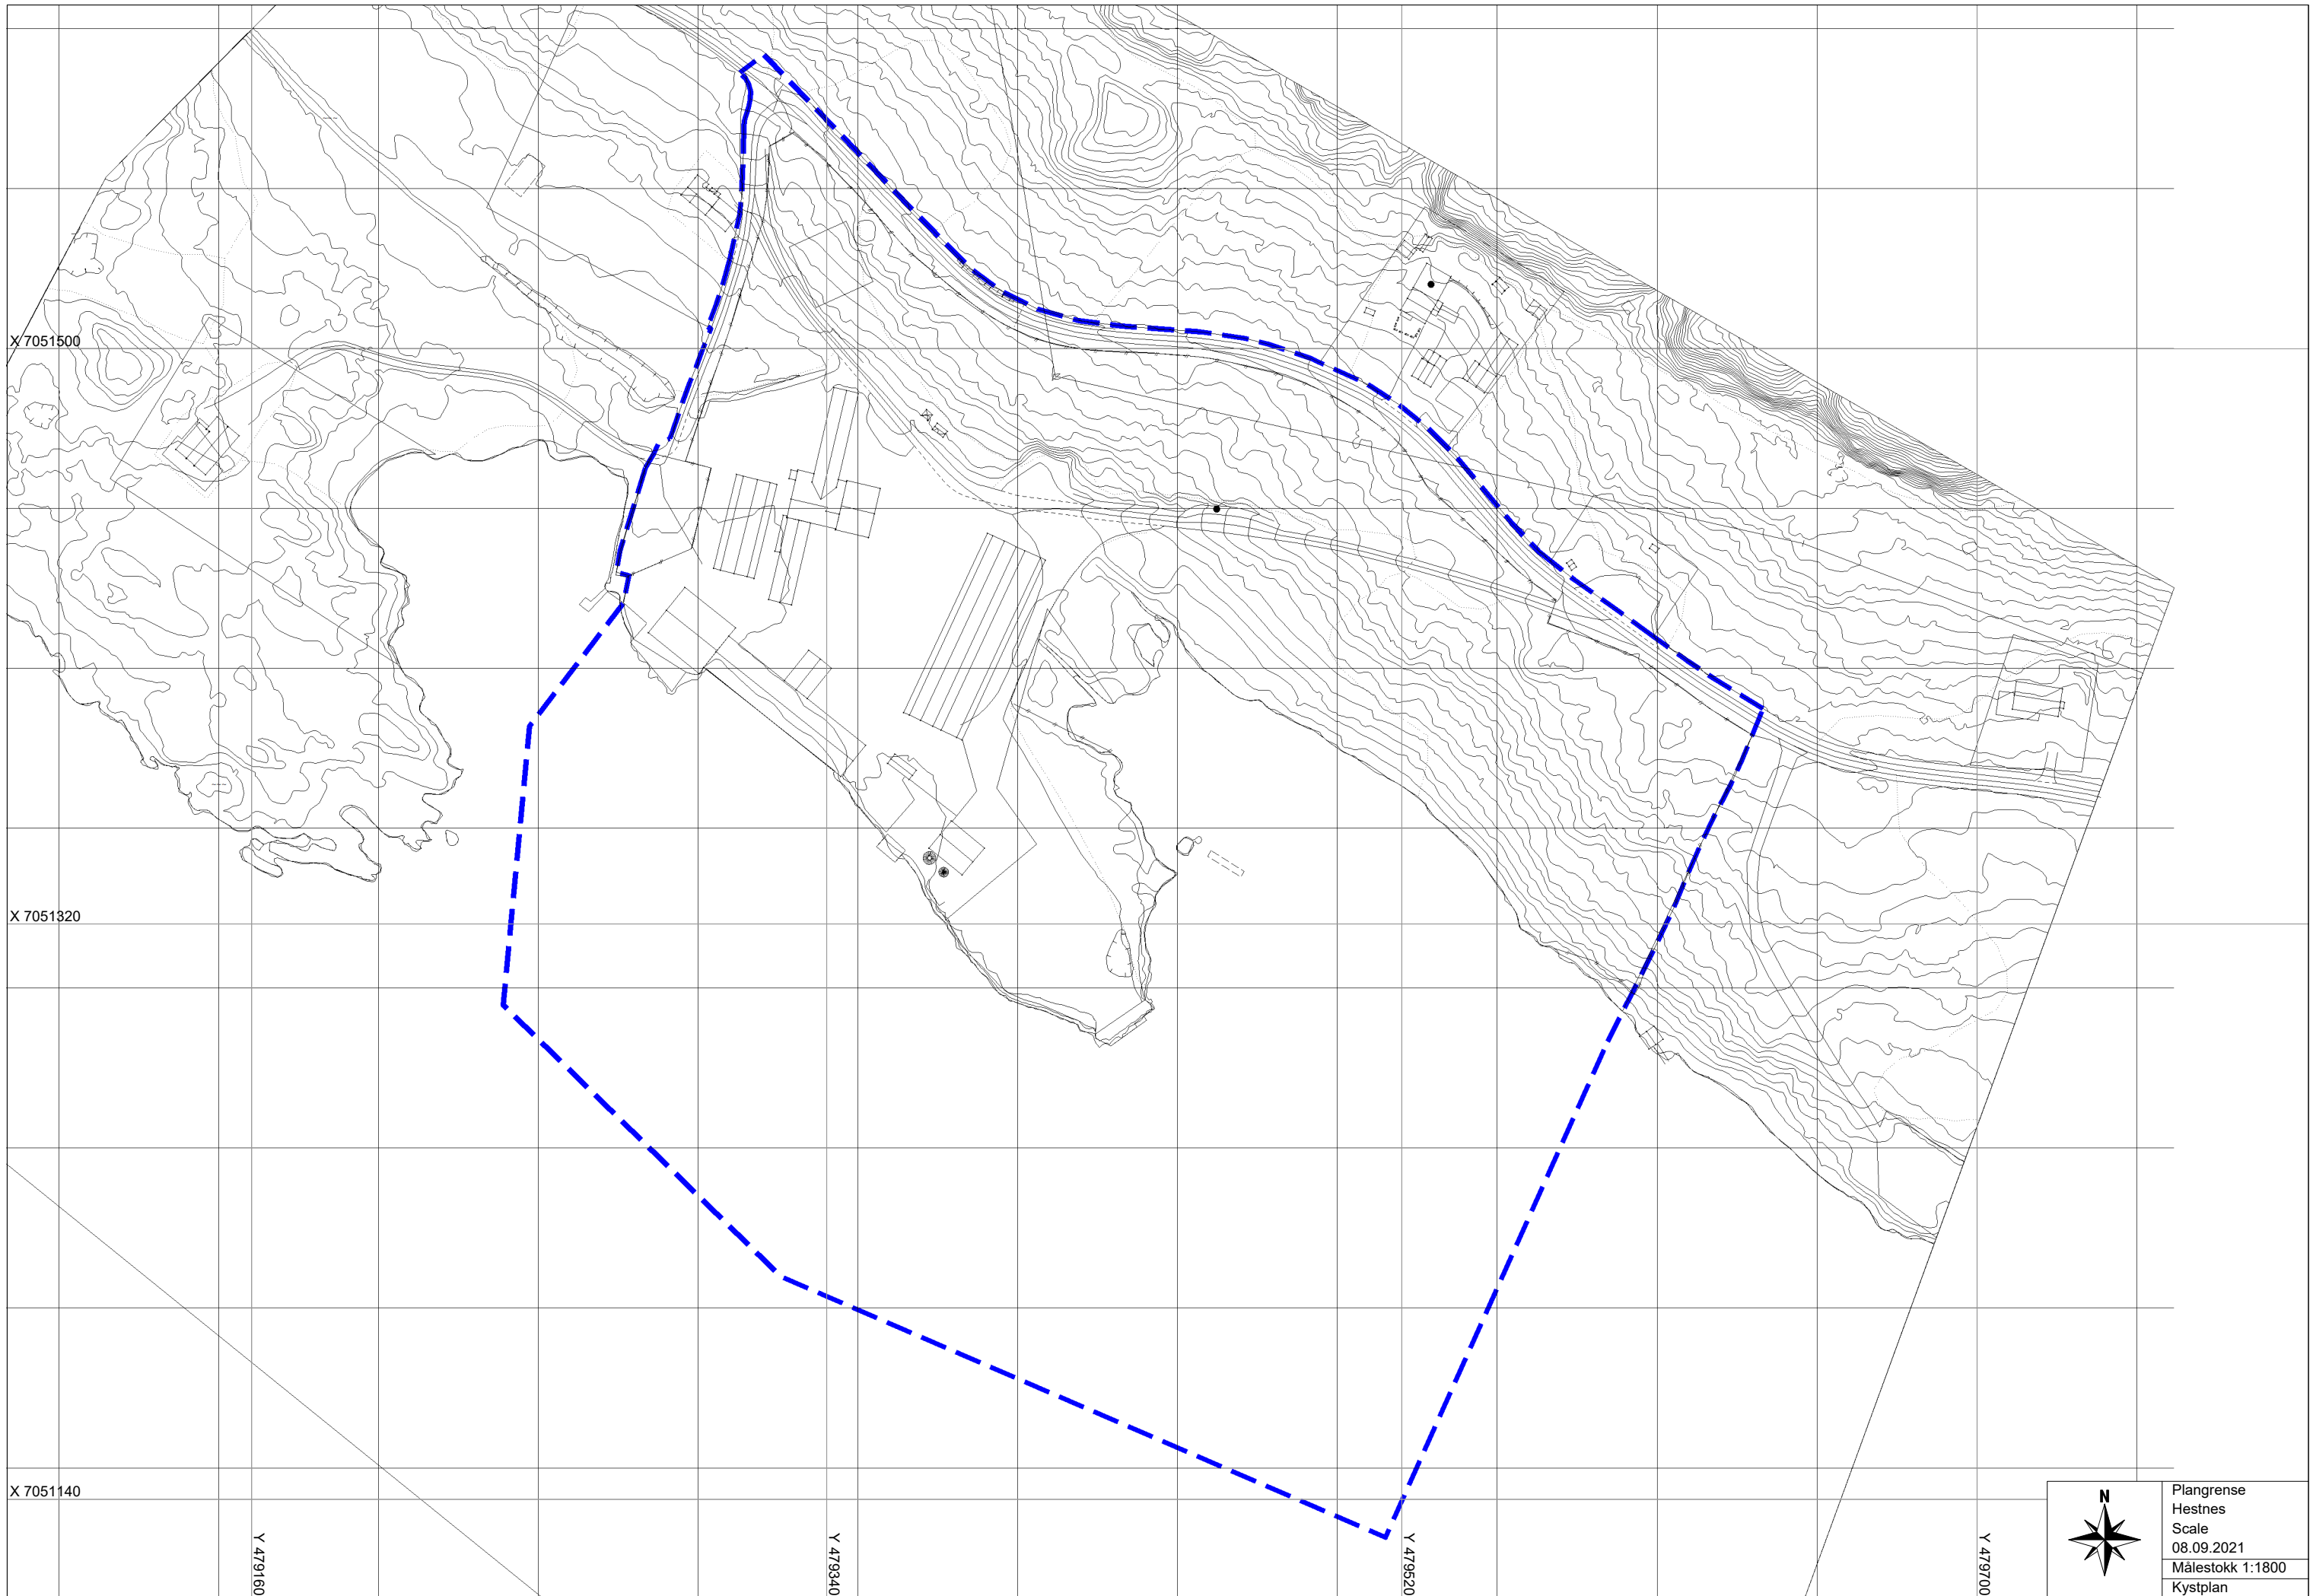 X 7051500
X 7051320
X 7051140
Y 479160
Y 479340
Y 479520
Y 479700
N
Plangrense
Hestnes
Scale
08.09.2021
Målestokk 1:1800
Kystplan